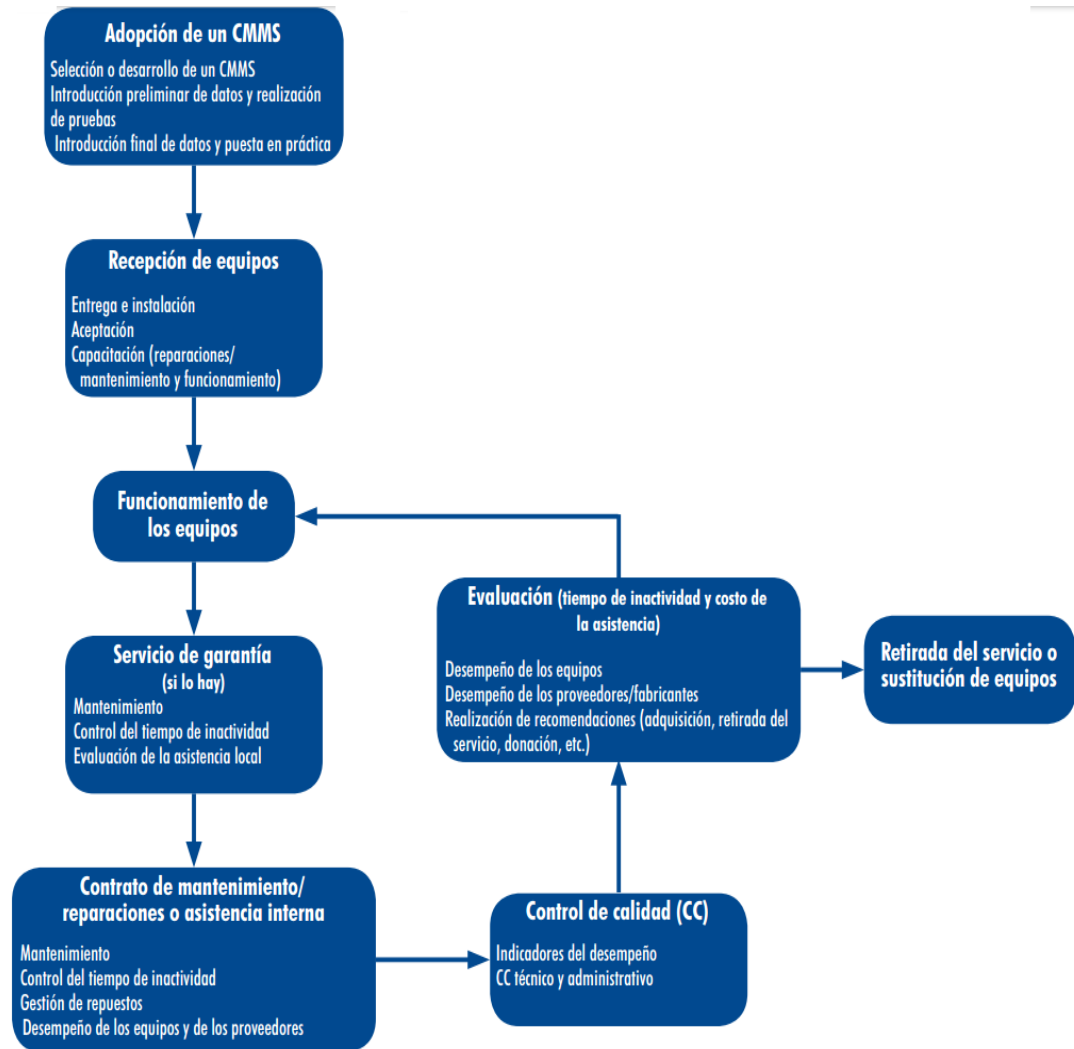 Adopción de un CMMS
Selección o desarrollo de un CMMS
Introducción preliminar de datos y realización
de pruebas
Introducción final de datos y puesta en práctica
Recepción de equipos
Entrega e instalación
Aceptación
Capacitación (reparaciones/
mantenimiento y funcionamiento)
Funcionamiento de
los equipos
Servicio de garantía
(si lo hay)
Mantenimiento
Control del tiempo de inactividad
Evaluación de la asistencia local
Contrato de mantenimiento/
reparaciones o asistencia interna
Mantenimiento
Control del tiempo de inactividad
Gestión de repuestos
Desempeño de los equipos y de los proveedores
Control de calidad (CC)
Indicadores del desempeño
CC técnico y administrativo
Evaluación (tiempo de inactividad y costo de
la asistencia)
Desempeño de los equipos
Desempeño de los proveedores/fabricantes
Realización de recomendaciones (adquisición, retirada del
servicio, donación, etc.)
Retirada del servicio o
sustitución de equipos